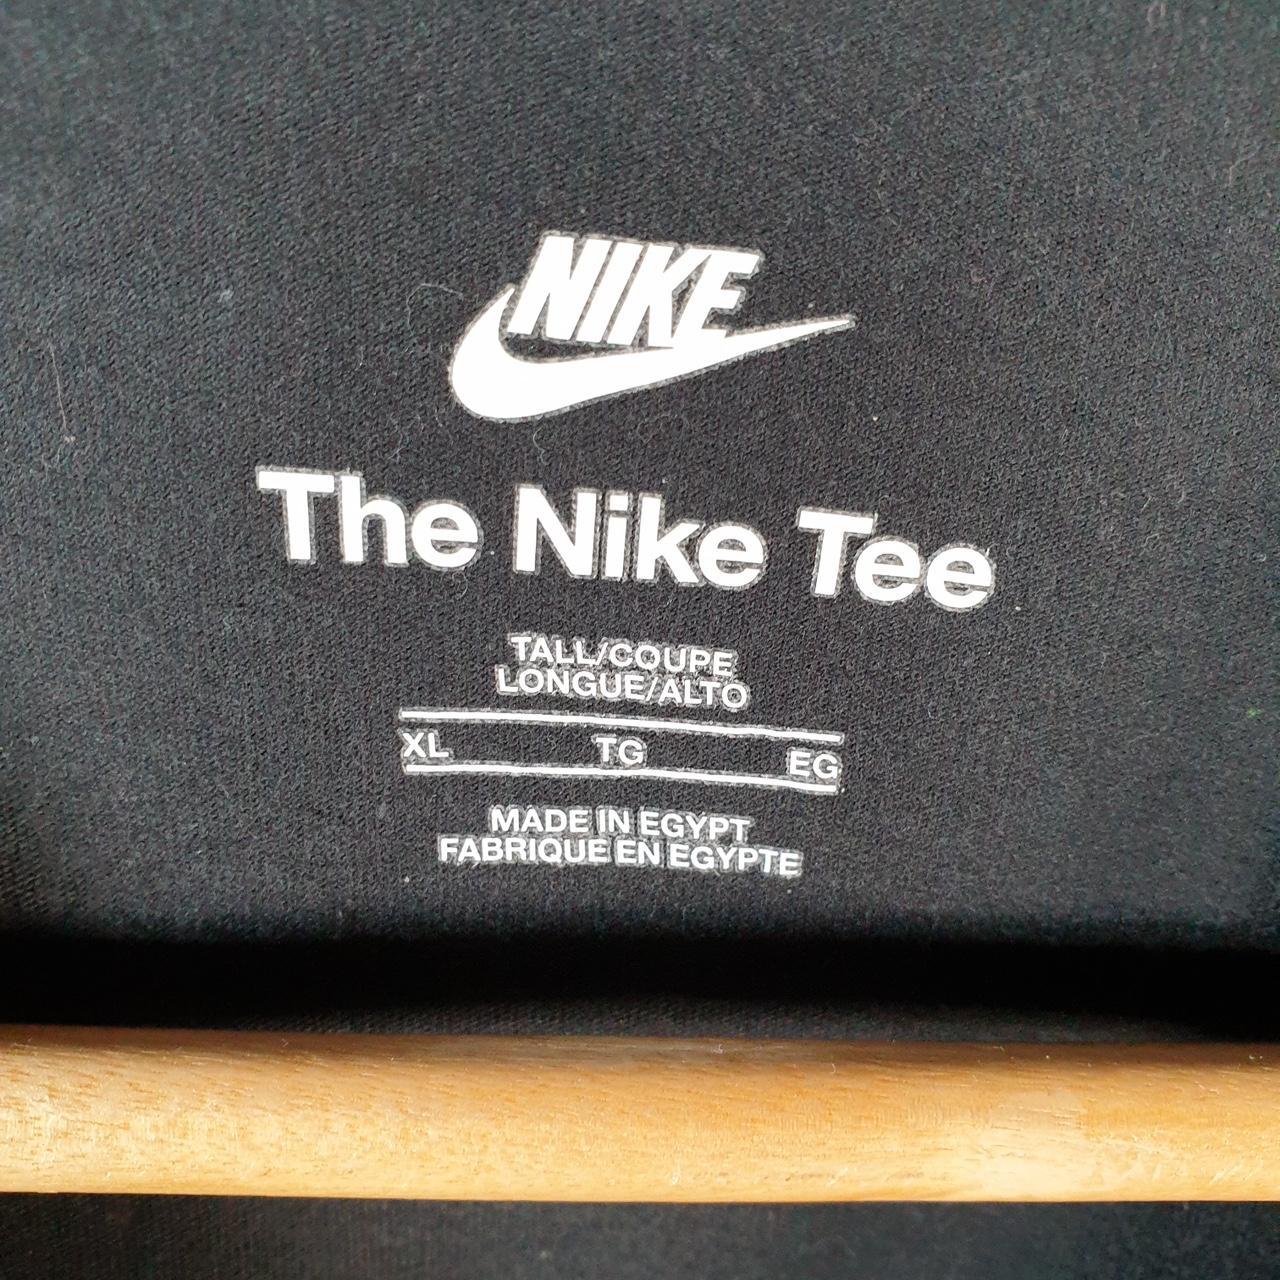 NIKE
The Nike Tee
TALL/COUPE
LONGUE/ALTO
XL TG EG
MADE IN EGYPT
FABRIQUE EN EGYPTE